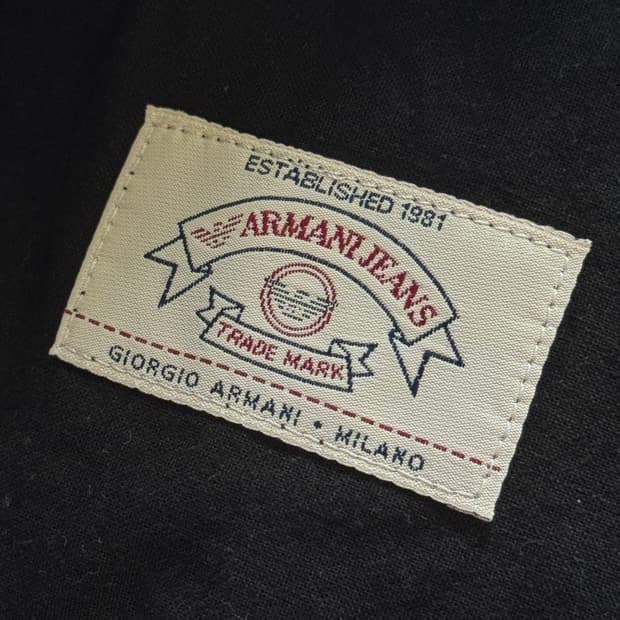 ESTABLISHED 1981
ARMANI JEANS
TRADE MARK
GIORGIO ARMANI • MILANO